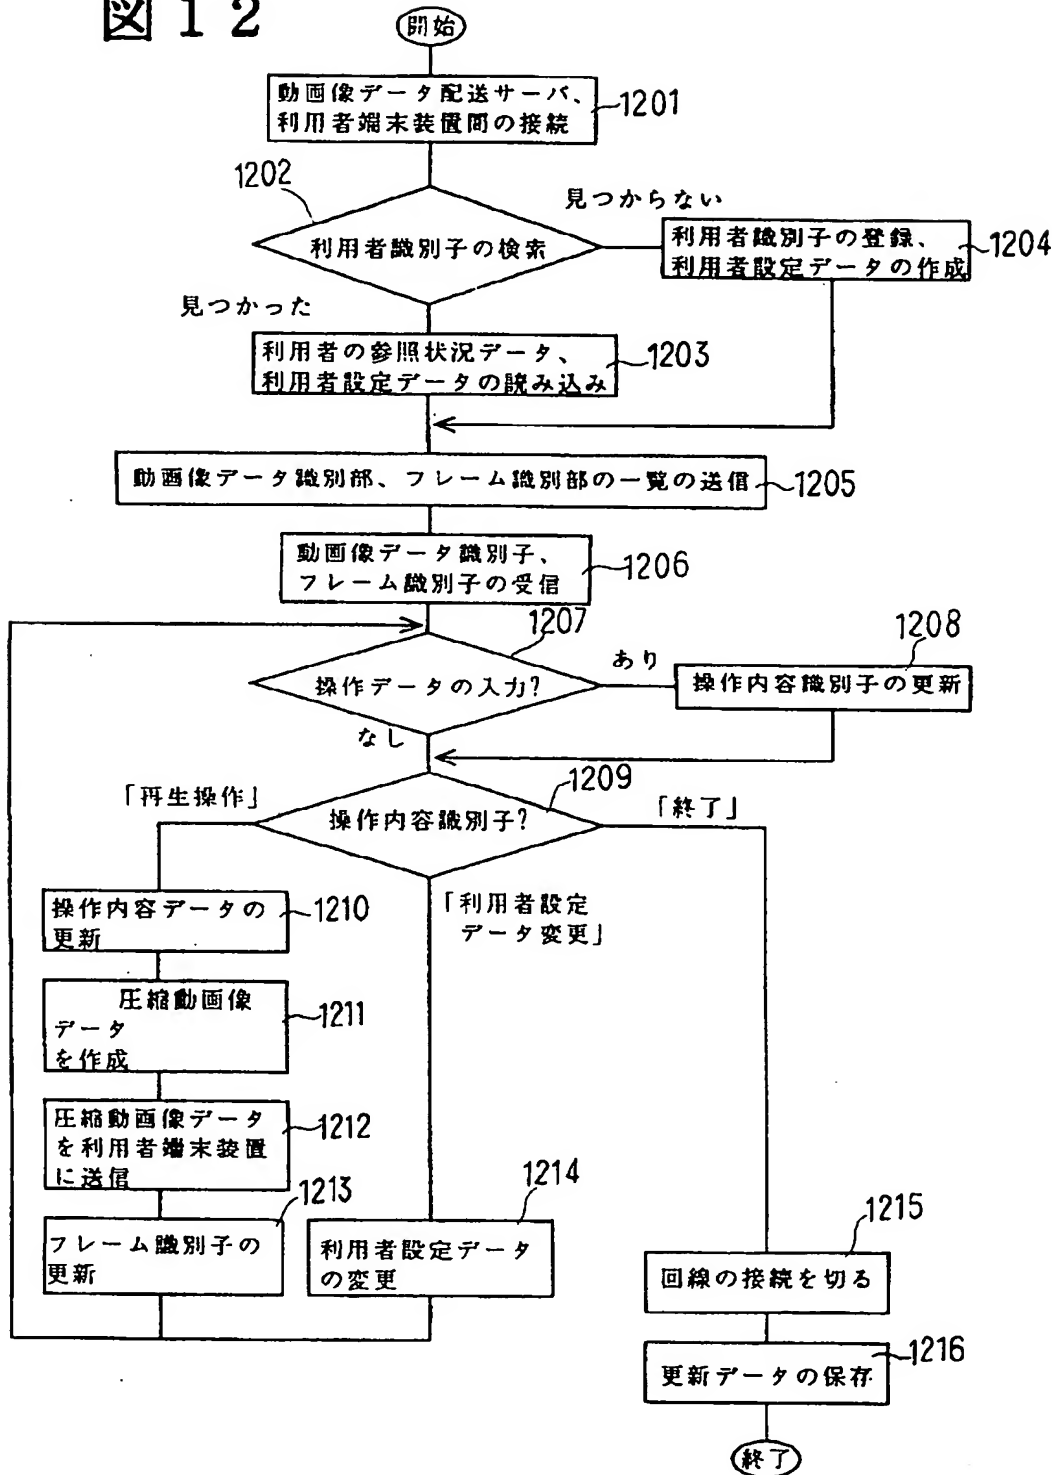 図12
開始
動画像データ配送サーバ、
利用者端末装置間の接続
1201
1202
利用者識別子の検索
見つからない
利用者識別子の登録、
利用者設定データの作成
1204
見つかった
利用者の参照状況データ、
利用者設定データの読み込み
1203
動画像データ識別部、フレーム識別部の一覧の送信
1205
動画像データ識別子、
フレーム識別子の受信
1206
1207
操作データの入力?
あり
1208
操作内容識別子の更新
なし
1209
操作内容識別子?
「再生操作」
「終了」
「利用者設定
データ変更」
操作内容データの
更新
1210
圧縮動画像
データ
を作成
1211
圧縮動画像データ
を利用者端末装置
に送信
1212
1213
フレーム識別子の
更新
1214
利用者設定データ
の変更
1215
回線の接続を切る
1216
更新データの保存
終了